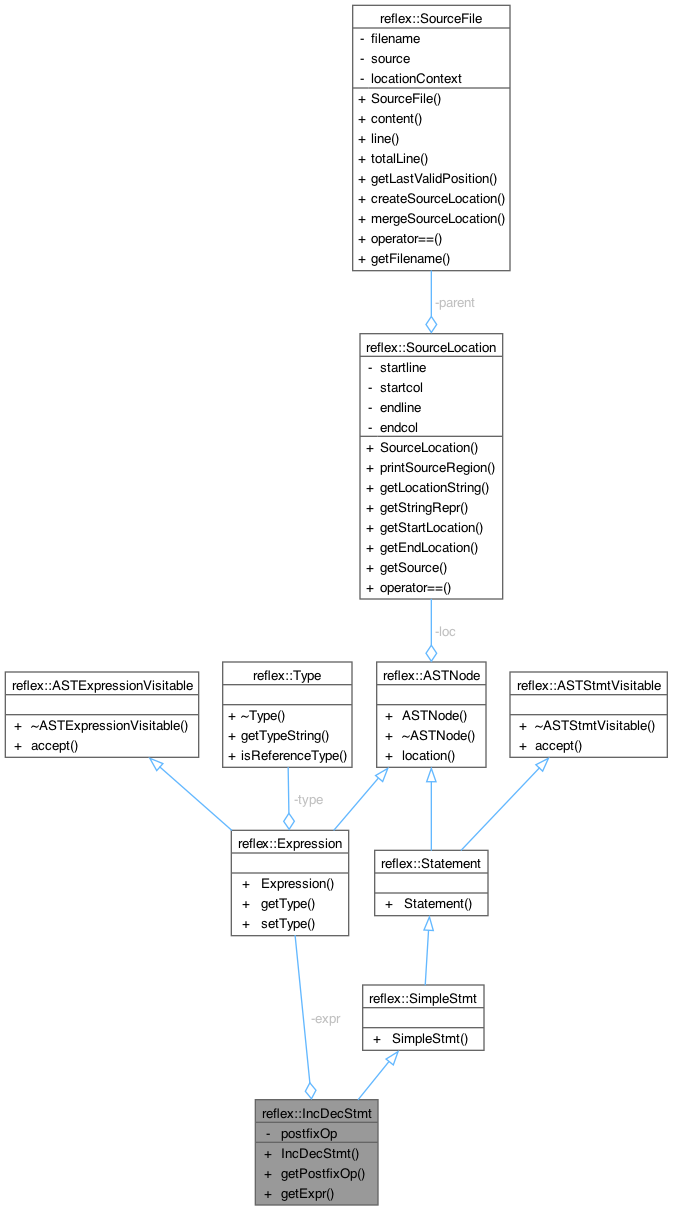 reflex::SourceFile
- filename
- source
- locationContext
+ SourceFile()
+ content()
+ line()
+ totalLine()
+ getLastValidPosition()
+ createSourceLocation()
+ mergeSourceLocation()
+ operator==()
+ getFilename()
-parent
reflex::SourceLocation
- startline
- startcol
- endline
- endcol
+ SourceLocation()
+ printSourceRegion()
+ getLocationString()
+ getStringRepr()
+ getStartLocation()
+ getEndLocation()
+ getSource()
+ operator==()
-loc
reflex::ASTExpressionVisitable
+ ~ASTExpressionVisitable()
+ accept()
reflex::Type
+ ~Type()
+ getTypeString()
+ isReferenceType()
reflex::ASTNode
+ ASTNode()
+ ~ASTNode()
+ location()
reflex::ASTStmtVisitable
+ ~ASTStmtVisitable()
+ accept()
-type
reflex::Expression
+ Expression()
+ getType()
+ setType()
reflex::Statement
+ Statement()
-expr
reflex::SimpleStmt
+ SimpleStmt()
reflex::IncDecStmt
- postfixOp
+ IncDecStmt()
+ getPostfixOp()
+ getExpr()